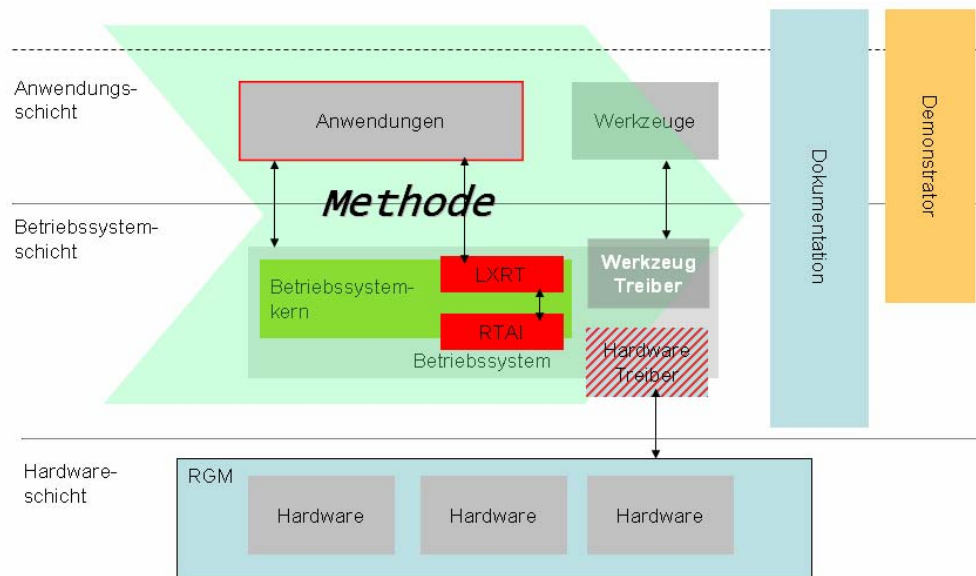 Anwendungs-
schicht
Anwendungen
Werkzeuge
Methode
Betriebssystem-
schicht
Betriebssystem-
kern
LXRT
RTAI
Betriebssystem
Werkzeug
Treiber
Hardware
Treiber
Dokumentation
Demonstrator
Hardware-
schicht
RGM
Hardware
Hardware
Hardware